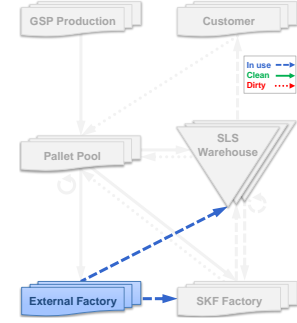 GSP Production
Customer
In use
Clean
Dirty
Pallet Pool
SLS
Warehouse
External Factory
SKF Factory